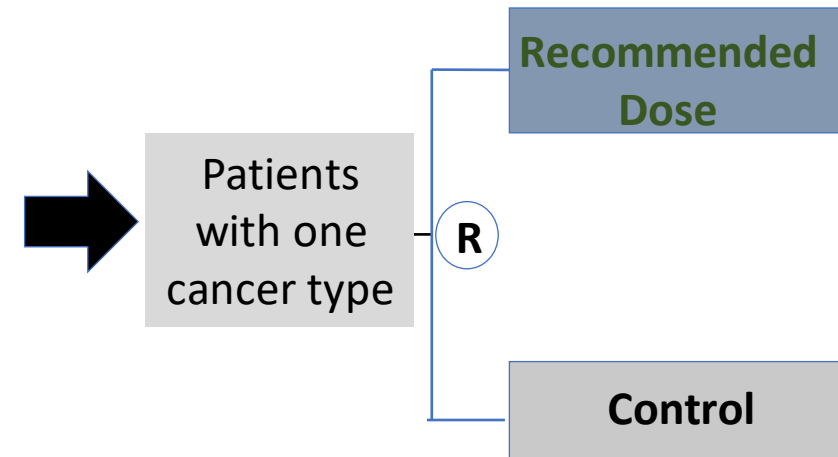 Recommended
Dose
Patients
with one
cancer type
R
Control